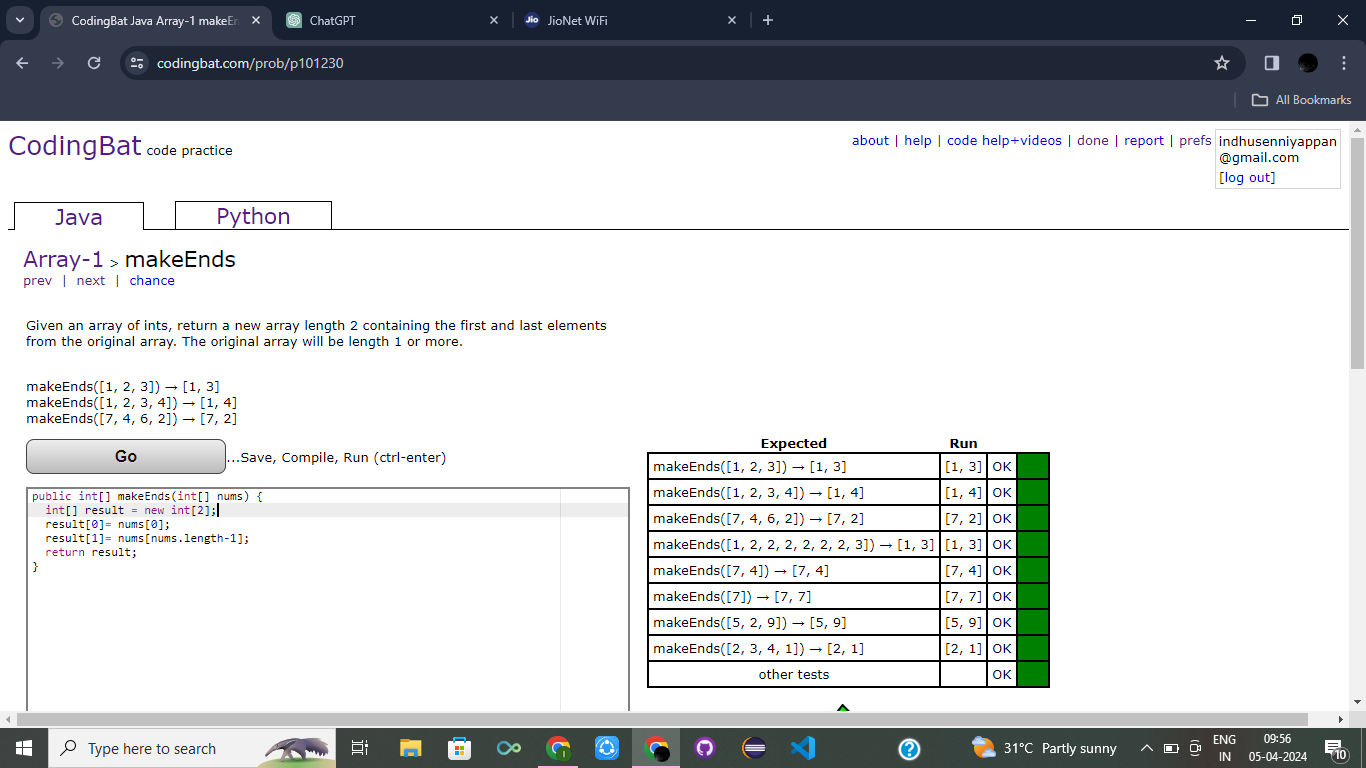 CodingBat Java Array-1 makeEn
ChatGPT
Jio JioNet WiFi
codingbat.com/prob/p101230
All Bookmarks
CodingBat code practice
about | help | code help+videos | done | report | prefs
indhusenniyappan
@gmail.com
[log out]
Java
Python
Array-1 > makeEnds
prev | next | chance
Given an array of ints, return a new array length 2 containing the first and last elements
from the original array. The original array will be length 1 or more.
makeEnds([1, 2, 3]) → [1, 3]
makeEnds([1, 2, 3, 4]) → [1, 4]
makeEnds([7, 4, 6, 2]) → [7, 2]
Go ...Save, Compile, Run (ctrl-enter)
public int[] makeEnds(int[] nums) {
int[] result = new int[2];
result[0]= nums[0];
result[1]= nums[nums.length-1];
return result;
}
Expected Run
makeEnds([1, 2, 3]) → [1, 3] [1, 3] OK
makeEnds([1, 2, 3, 4]) → [1, 4] [1, 4] OK
makeEnds([7, 4, 6, 2]) → [7, 2] [7, 2] OK
makeEnds([1, 2, 2, 2, 2, 2, 2, 3]) → [1, 3] [1, 3] OK
makeEnds([7, 4]) → [7, 4] [7, 4] OK
makeEnds([7]) → [7, 7] [7, 7] OK
makeEnds([5, 2, 9]) → [5, 9] [5, 9] OK
makeEnds([2, 3, 4, 1]) → [2, 1] [2, 1] OK
other tests OK
Type here to search
31°C Partly sunny
ENG
IN
09:56
05-04-2024
10